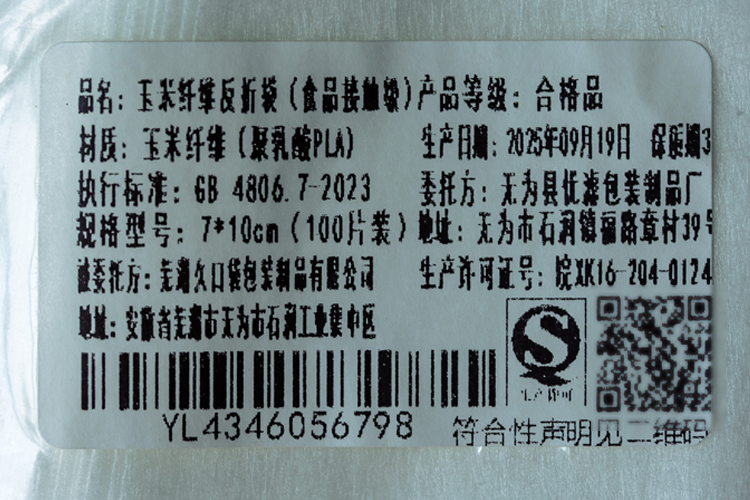 品名：玉米纤维反折袋（食品接触级）产品等级：合格品
材质：玉米纤维（聚乳酸PLA） 生产日期：2025年09月19日 保质期3
执行标准：GB 4806.7-2023 委托方：无为县优滤包装制品厂
规格型号：7*10cm（100片装）地址：无为市石涧镇福路章村39号
被委托方：芜湖久口袋包装制品有限公司 生产许可证号：皖XK16-204-0124
地址：安徽省芜湖市无为市石涧工业集中区
生产许可
YL4346056798 符合性声明见二维码